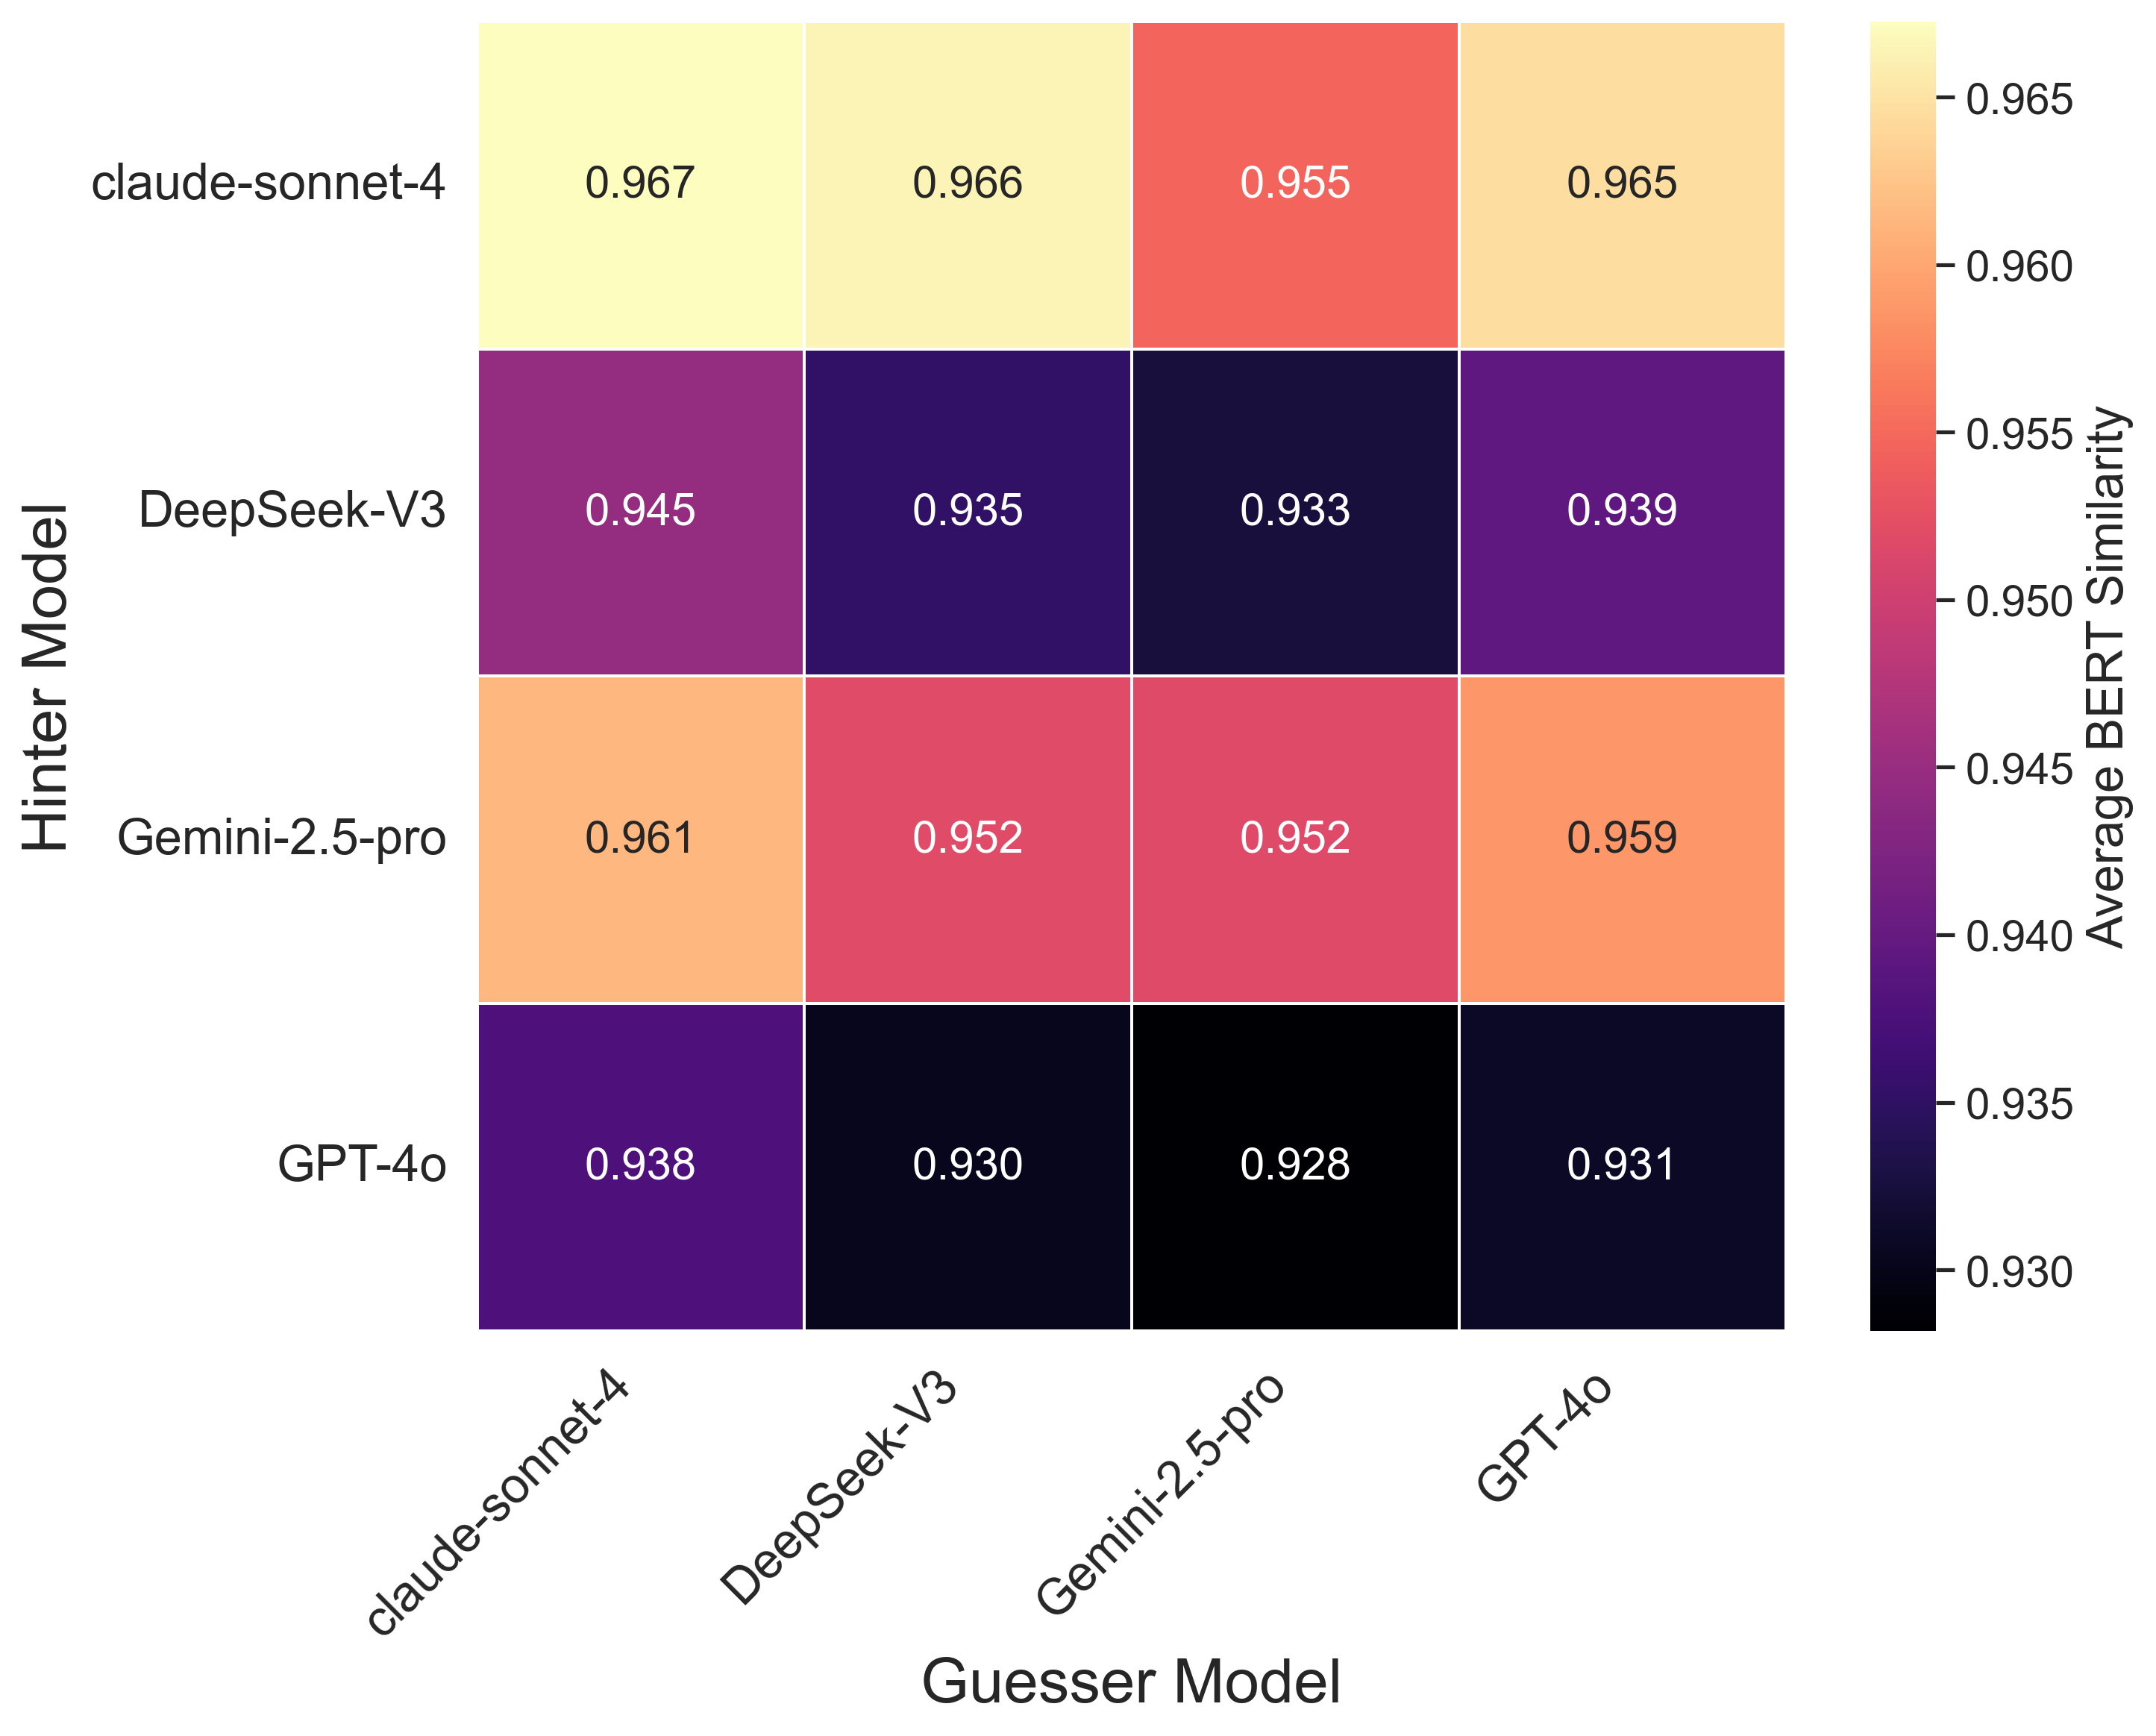 Hinter Model
claude-sonnet-4
0.967 0.966 0.955 0.965
DeepSeek-V3
0.945 0.935 0.933 0.939
Gemini-2.5-pro
0.961 0.952 0.952 0.959
GPT-4o
0.938 0.930 0.928 0.931
claude-sonnet-4
DeepSeek-V3
Gemini-2.5-pro
GPT-4o
Guesser Model
0.965
0.960
0.955
0.950
0.945
0.940
0.935
0.930
Average BERT Similarity